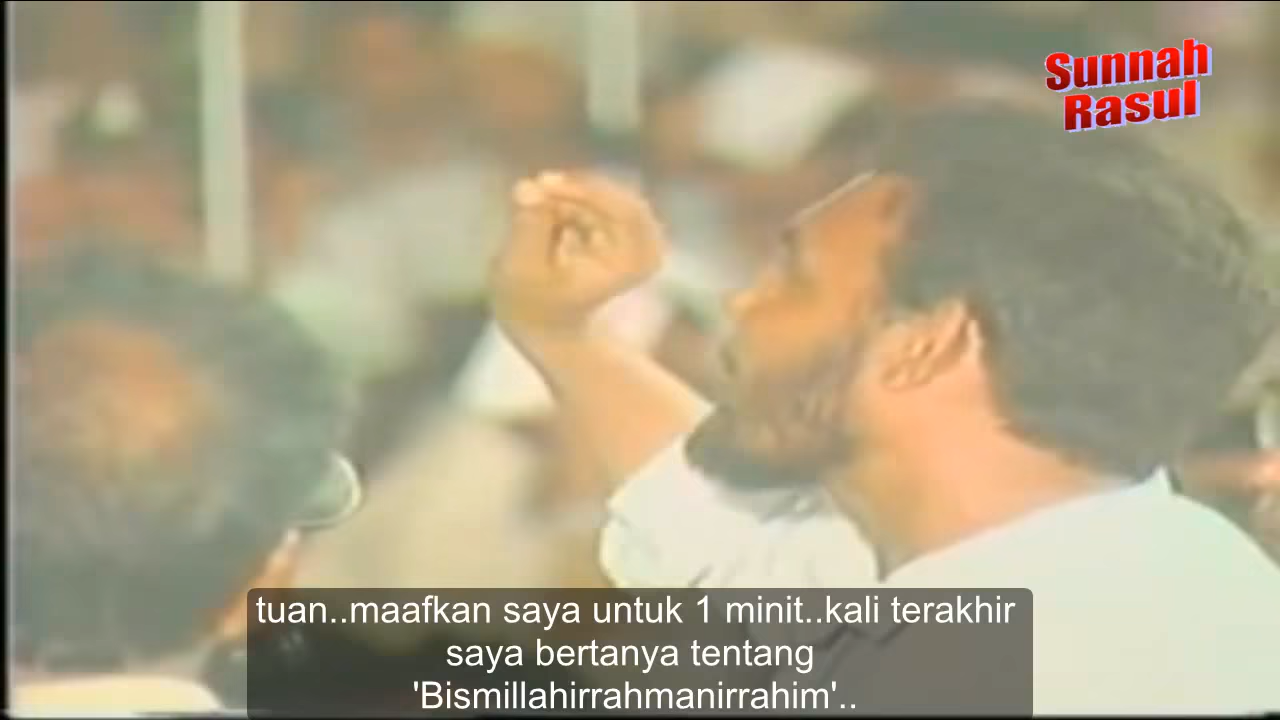 Sunnah
Rasul
tuan..maafkan saya untuk 1 minit..kali terakhir
saya bertanya tentang
'Bismillahirrahmanirrahim'..